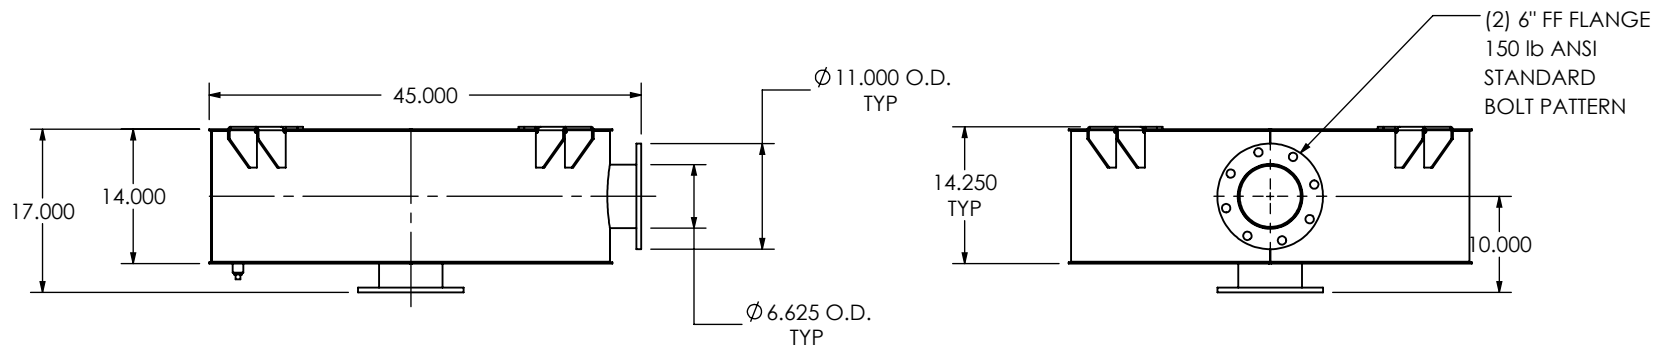 (2) 6" FF FLANGE
150 lb ANSI
STANDARD
BOLT PATTERN
45.000
Ø 11.000 O.D.
TYP
17.000
14.000
14.250
TYP
10.000
Ø 6.625 O.D.
TYP